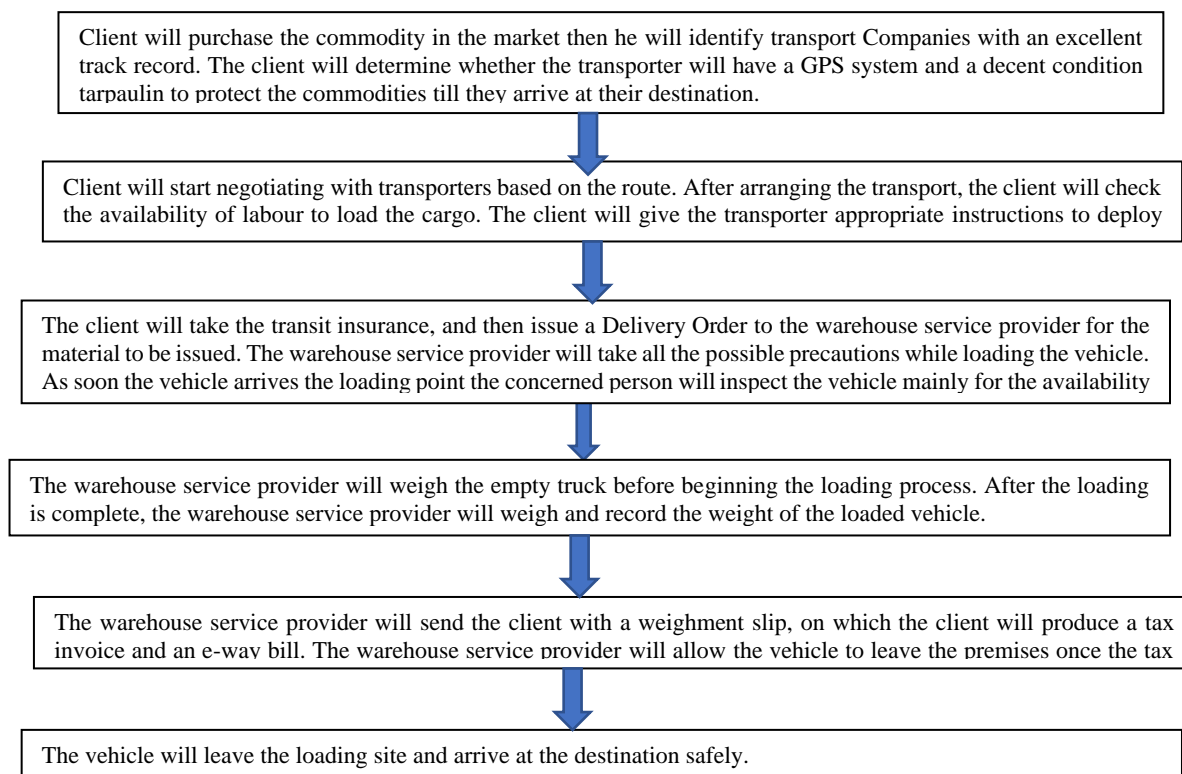 Client will purchase the commodity in the market then he will identify transport Companies with an excellent
track record. The client will determine whether the transporter will have a GPS system and a decent condition
tarpaulin to protect the commodities till they arrive at their destination.
Client will start negotiating with transporters based on the route. After arranging the transport, the client will check
the availability of labour to load the cargo. The client will give the transporter appropriate instructions to deploy
The client will take the transit insurance, and then issue a Delivery Order to the warehouse service provider for the
material to be issued. The warehouse service provider will take all the possible precautions while loading the vehicle.
As soon the vehicle arrives the loading point the concerned person will inspect the vehicle mainly for the availability
The warehouse service provider will weigh the empty truck before beginning the loading process. After the loading
is complete, the warehouse service provider will weigh and record the weight of the loaded vehicle.
The warehouse service provider will send the client with a weighment slip, on which the client will produce a tax
invoice and an e-way bill. The warehouse service provider will allow the vehicle to leave the premises once the tax
The vehicle will leave the loading site and arrive at the destination safely.